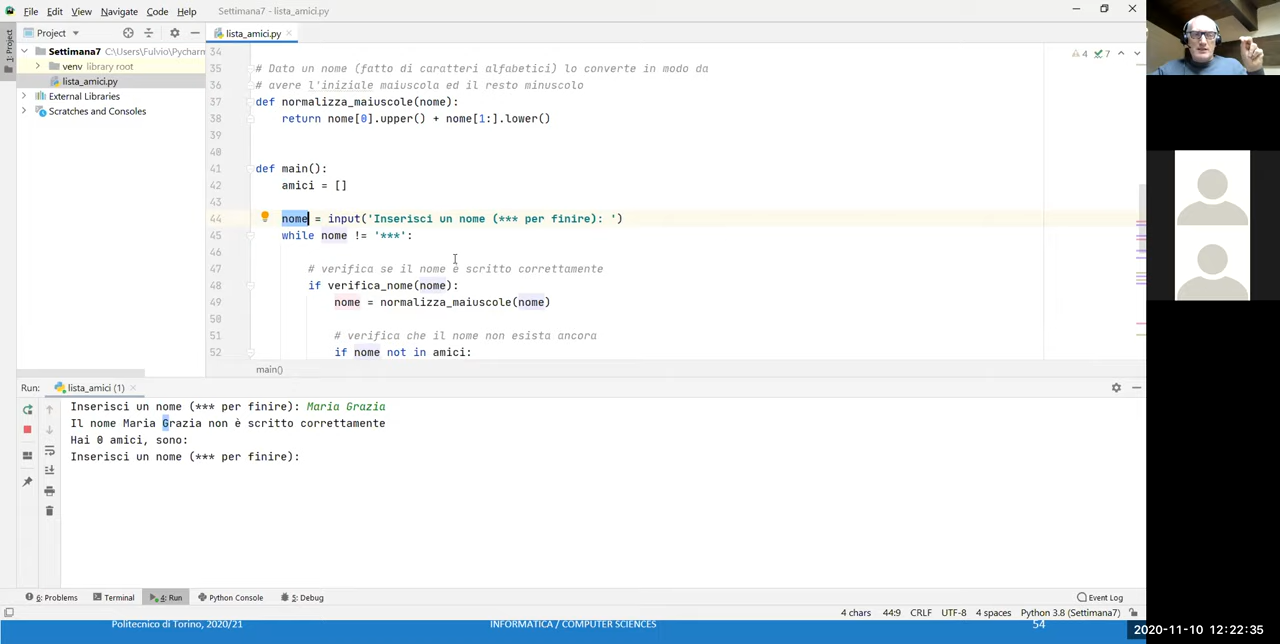 File Edit View Navigate Code Help Settimana7 - lista_amici.py
Project lista_amici.py
1: Project
Settimana7 C:\Users\Fulvio\Pycharm
venv library root
lista_amici.py
External Libraries
Scratches and Consoles
4 7
34
35 # Dato un nome (fatto di caratteri alfabetici) lo converte in modo da
36 # avere l'iniziale maiuscola ed il resto minuscolo
37 def normalizza_maiuscole(nome):
38 return nome[0].upper() + nome[1:].lower()
39
40
41 def main():
42 amici = []
43
44 nome = input('Inserisci un nome (*** per finire): ')
45 while nome != '***':
46
47 # verifica se il nome è scritto correttamente
48 if verifica_nome(nome):
49 nome = normalizza_maiuscole(nome)
50
51 # verifica che il nome non esista ancora
52 if nome not in amici:
main()
Run: lista_amici (1)
Inserisci un nome (*** per finire): Maria Grazia
Il nome Maria Grazia non è scritto correttamente
Hai 0 amici, sono:
Inserisci un nome (*** per finire):
6: Problems Terminal 4: Run Python Console 5: Debug Event Log
4 chars 44:9 CRLF UTF-8 4 spaces Python 3.8 (Settimana7)
Politecnico di Torino, 2020/21 INFORMATICA / COMPUTER SCIENCES 54
2020-11-10 12:22:35